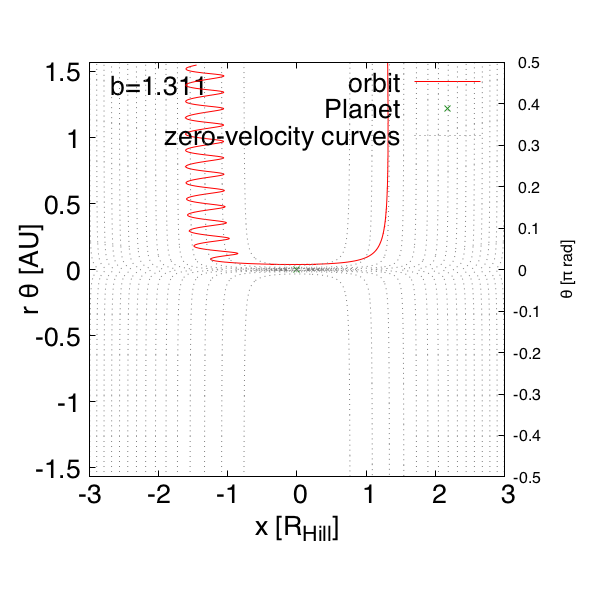 b=1.311
orbit
Planet
zero-velocity curves
1.5
1
0.5
0
-0.5
-1
-1.5
r θ [AU]
0.5
0.4
0.3
0.2
0.1
0
-0.1
-0.2
-0.3
-0.4
-0.5
θ [π rad]
-3 -2 -1 0 1 2 3
x [R_Hill]